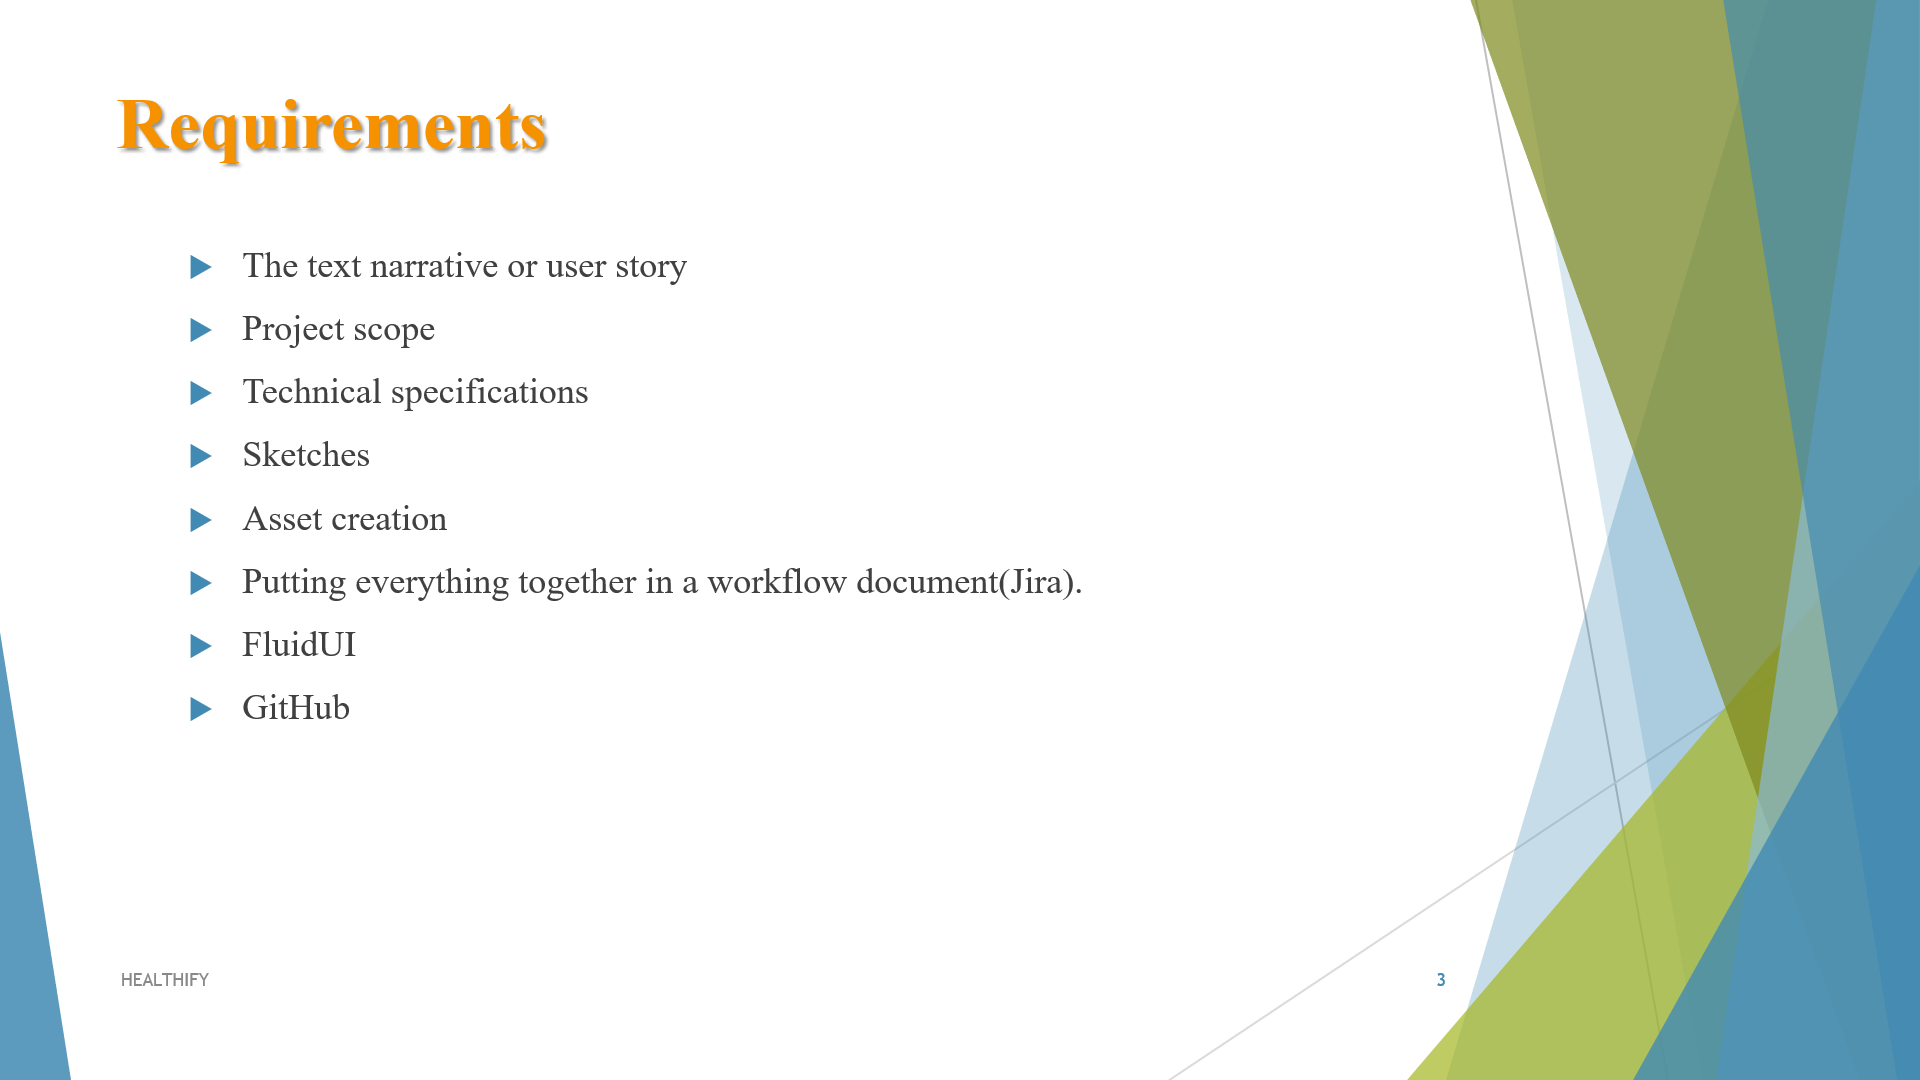 Requirements
The text narrative or user story
Project scope
Technical specifications
Sketches
Asset creation
Putting everything together in a workflow document(Jira).
FluidUI
GitHub
HEALTHIFY
3